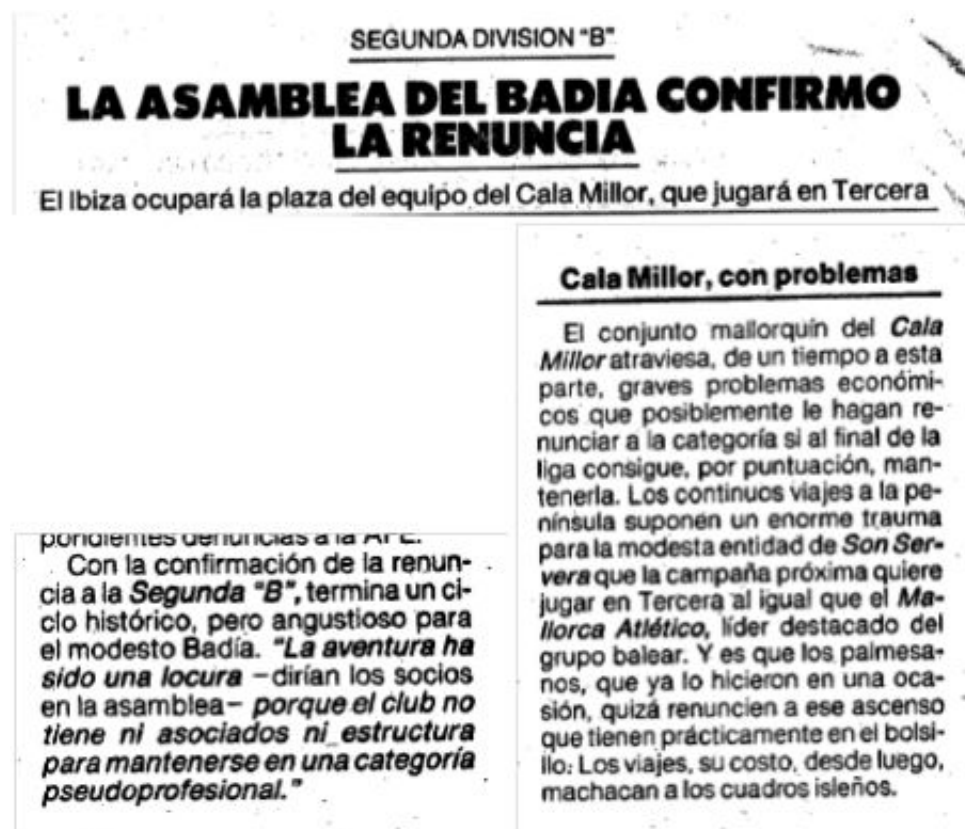 SEGUNDA DIVISION "B"
LA ASAMBLEA DEL BADIA CONFIRMO
LA RENUNCIA
El Ibiza ocupará la plaza del equipo del Cala Millor, que jugará en Tercera
pondientes denuncias a la AFE.
Con la confirmación de la renun-
cia a la Segunda "B", termina un ci-
clo histórico, pero angustioso para
el modesto Badía. "La aventura ha
sido una locura —dirían los socios
en la asamblea— porque el club no
tiene ni asociados ni estructura
para mantenerse en una categoría
pseudoprofesional."
Cala Millor, con problemas
El conjunto mallorquín del Cala
Millor atraviesa, de un tiempo a esta
parte, graves problemas económi-
cos que posiblemente le hagan re-
nunciar a la categoría si al final de la
liga consigue, por puntuación, man-
tenerla. Los continuos viajes a la pe-
nínsula suponen un enorme trauma
para la modesta entidad de Son Ser-
vera que la campaña próxima quiere
jugar en Tercera al igual que el Ma-
llorca Atlético, líder destacado del
grupo balear. Y es que los palmesa-
nos, que ya lo hicieron en una oca-
sión, quizá renuncien a ese ascenso
que tienen prácticamente en el bolsi-
llo. Los viajes, su costo, desde luego,
machacan a los cuadros isleños.